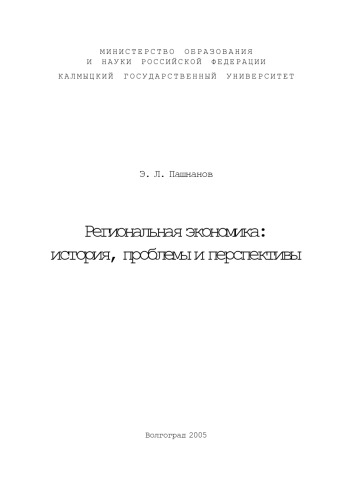 МИНИСТЕРСТВО ОБРАЗОВАНИЯ
И НАУКИ РОССИЙСКОЙ ФЕДЕРАЦИИ
КАЛМЫЦКИЙ ГОСУДАРСТВЕННЫЙ УНИВЕРСИТЕТ
Э. Л. Пашнанов
Региональная экономика:
история, проблемы и перспективы
Волгоград 2005